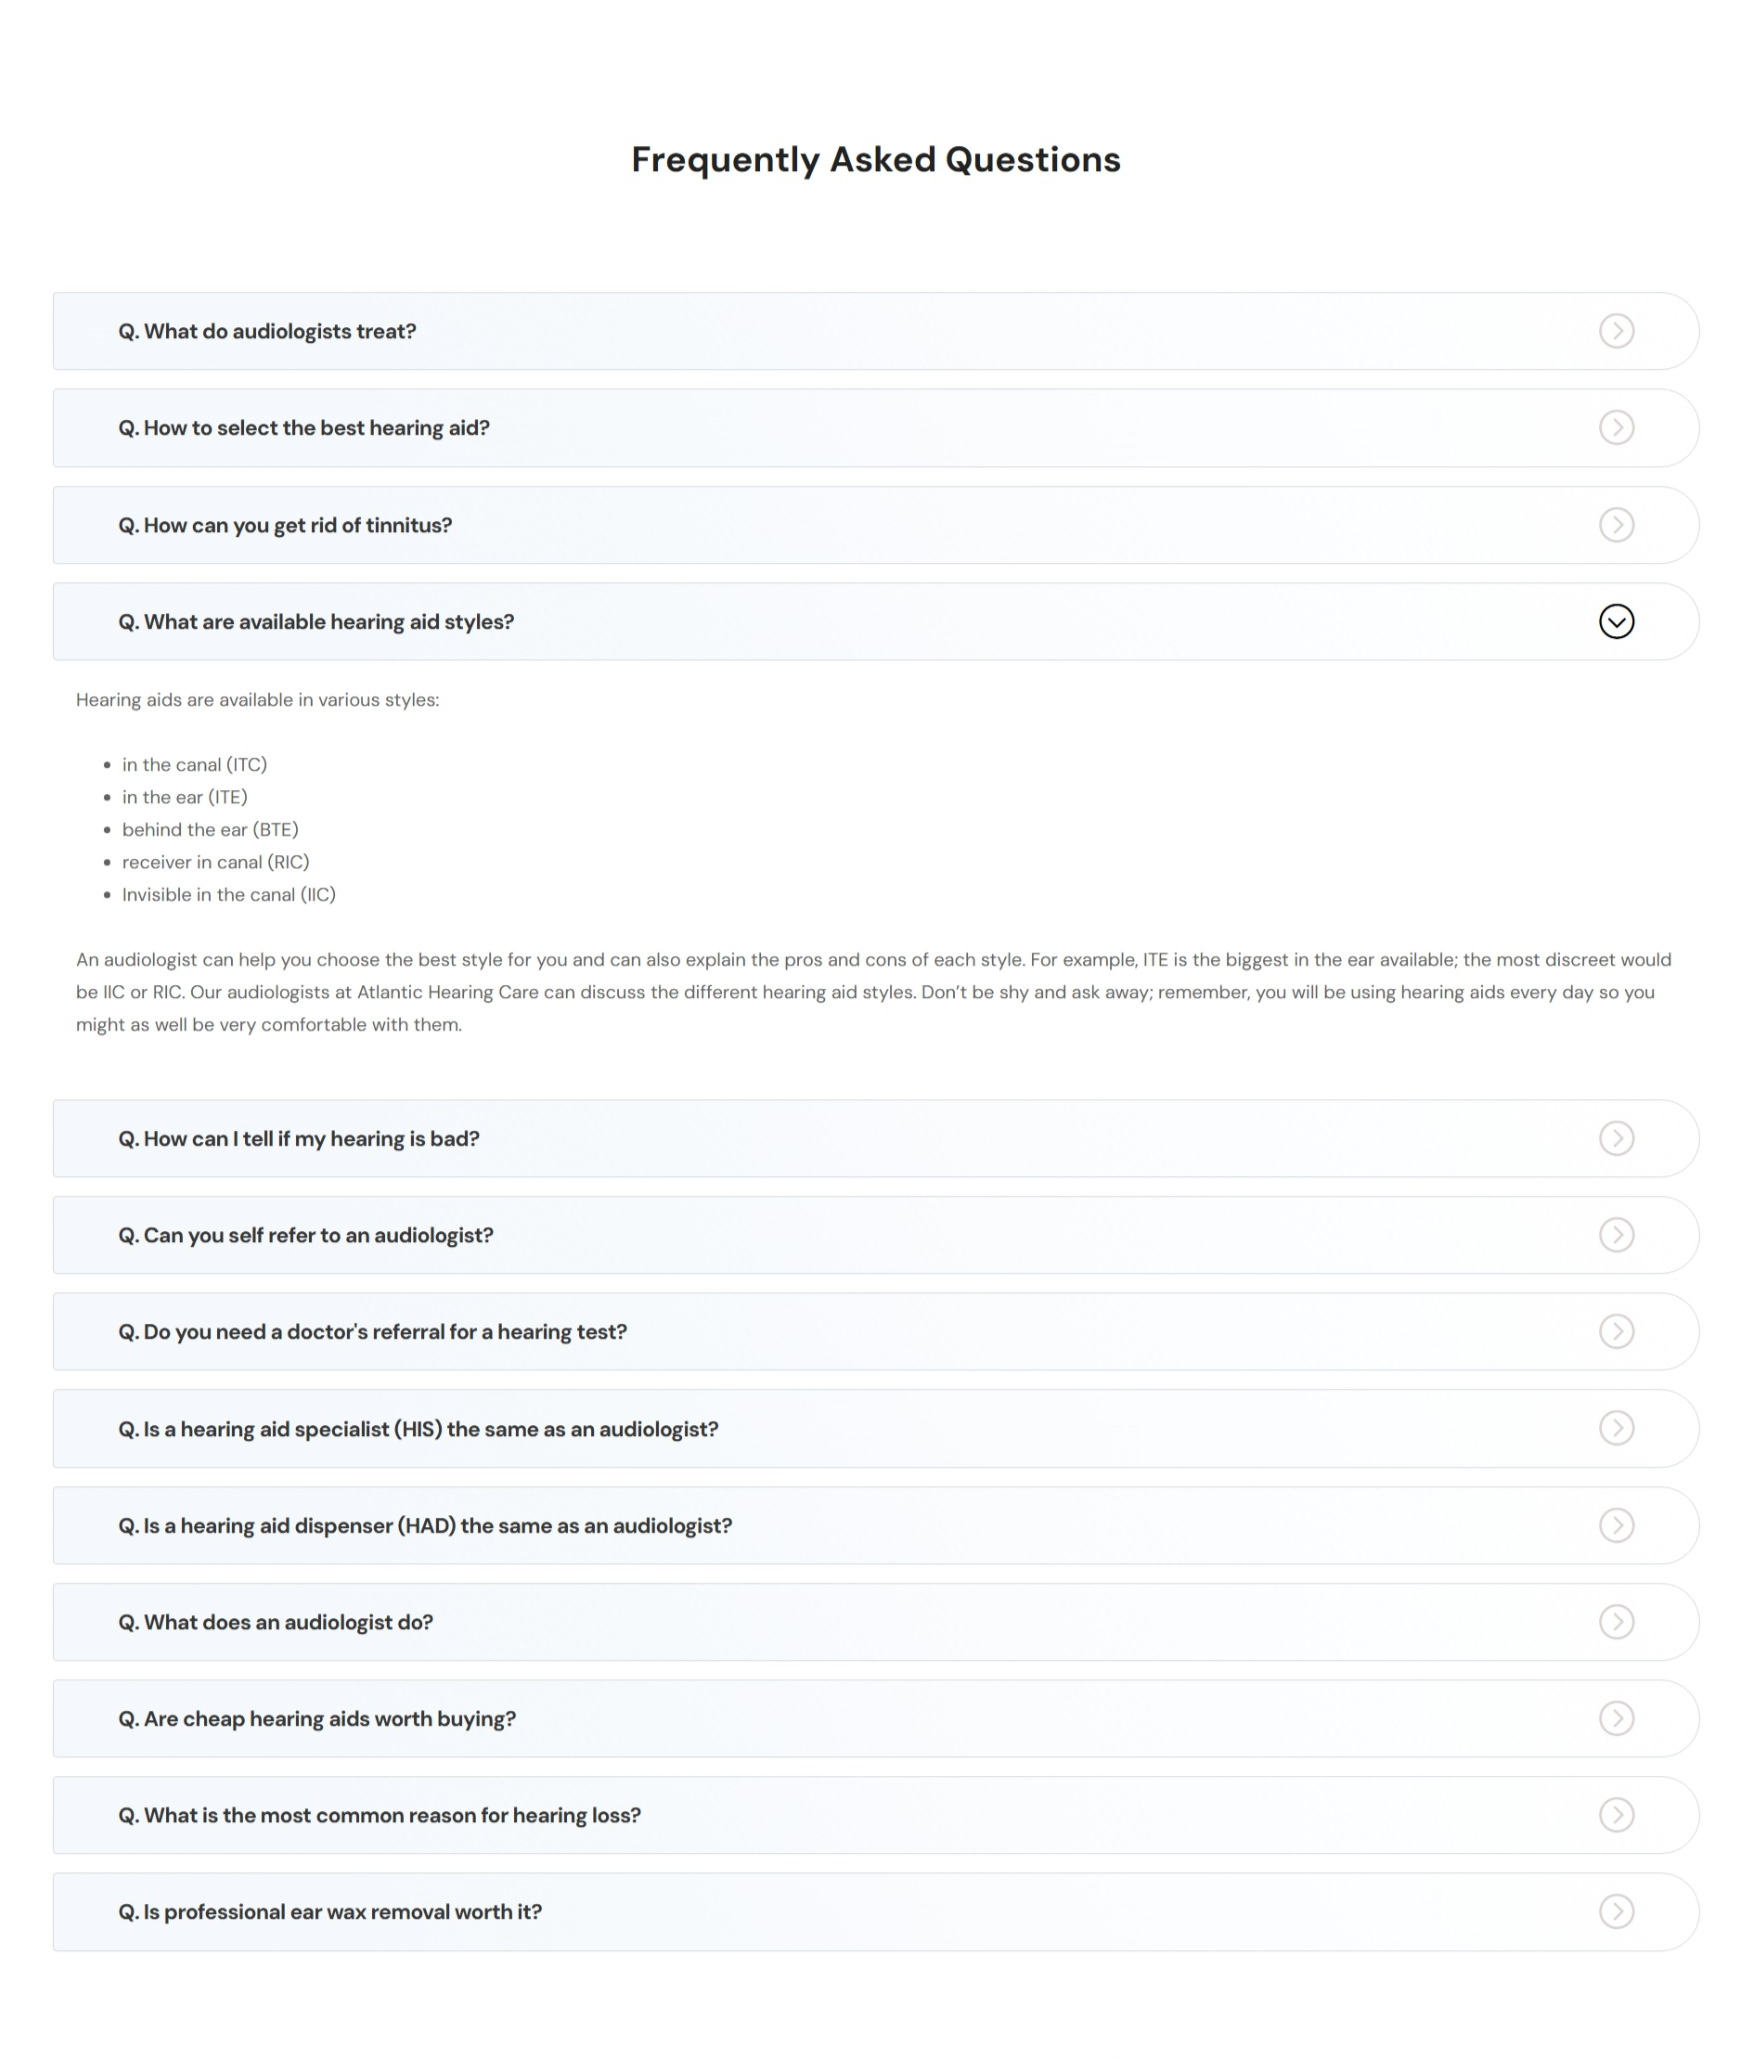 Frequently Asked Questions
Q. What do audiologists treat?
Q. How to select the best hearing aid?
Q. How can you get rid of tinnitus?
Q. What are available hearing aid styles?
Hearing aids are available in various styles:
in the canal (ITC)
in the ear (ITE)
behind the ear (BTE)
receiver in canal (RIC)
Invisible in the canal (IIC)
An audiologist can help you choose the best style for you and can also explain the pros and cons of each style. For example, ITE is the biggest in the ear available; the most discreet would
be IIC or RIC. Our audiologists at Atlantic Hearing Care can discuss the different hearing aid styles. Don’t be shy and ask away; remember, you will be using hearing aids every day so you
might as well be very comfortable with them.
Q. How can I tell if my hearing is bad?
Q. Can you self refer to an audiologist?
Q. Do you need a doctor's referral for a hearing test?
Q. Is a hearing aid specialist (HIS) the same as an audiologist?
Q. Is a hearing aid dispenser (HAD) the same as an audiologist?
Q. What does an audiologist do?
Q. Are cheap hearing aids worth buying?
Q. What is the most common reason for hearing loss?
Q. Is professional ear wax removal worth it?